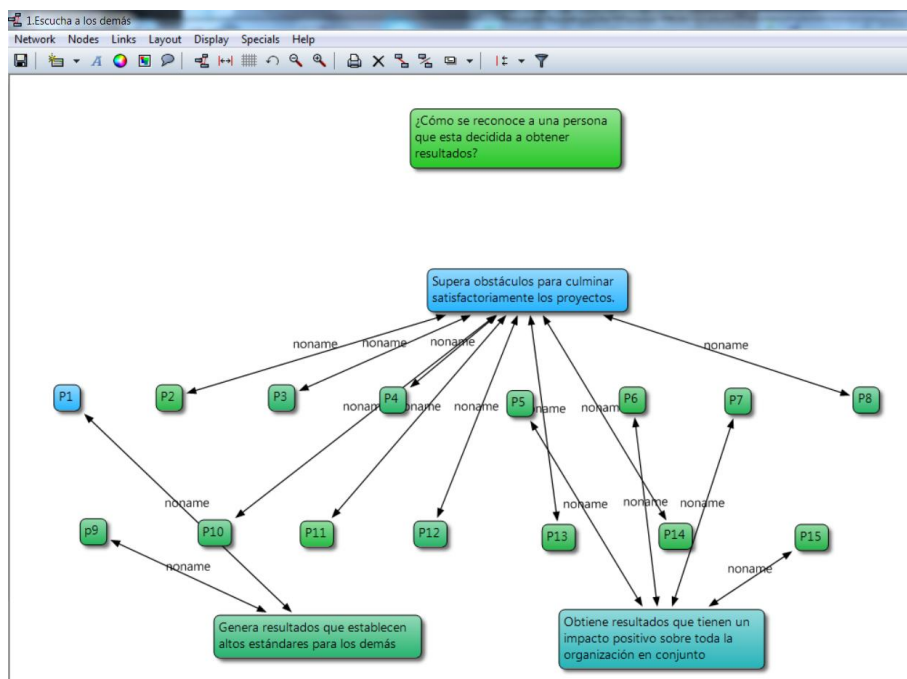 1.Escucha a los demás
Network Nodes Links Layout Display Specials Help
¿Cómo se reconoce a una persona
que esta decidida a obtener
resultados?
Supera obstáculos para culminar
satisfactoriamente los proyectos.
noname noname noname noname
P1 P2 P3 P4 P5 P6 P7 P8
noname noname noname noname noname
noname noname noname noname
p9 P10 P11 P12 P13 P14 P15
noname noname
Genera resultados que establecen
altos estándares para los demás
Obtiene resultados que tienen un
impacto positivo sobre toda la
organización en conjunto